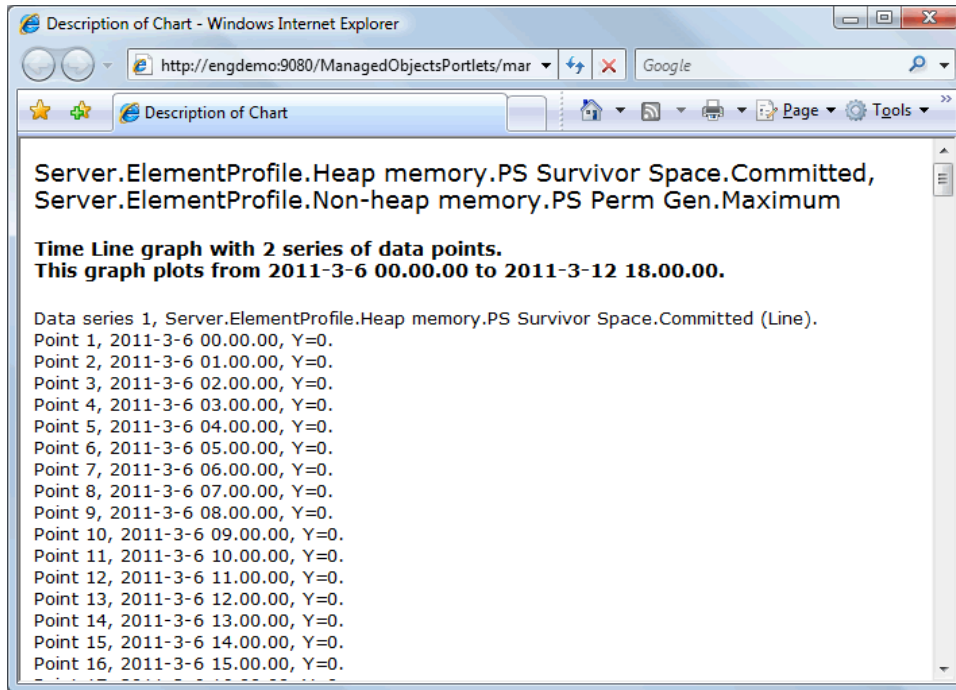 Description of Chart - Windows Internet Explorer
http://engdemo:9080/ManagedObjectsPortlets/mar
Google
Description of Chart
Page
Tools
Server.ElementProfile.Heap memory.PS Survivor Space.Committed,
Server.ElementProfile.Non-heap memory.PS Perm Gen.Maximum
Time Line graph with 2 series of data points.
This graph plots from 2011-3-6 00.00.00 to 2011-3-12 18.00.00.
Data series 1, Server.ElementProfile.Heap memory.PS Survivor Space.Committed (Line).
Point 1, 2011-3-6 00.00.00, Y=0.
Point 2, 2011-3-6 01.00.00, Y=0.
Point 3, 2011-3-6 02.00.00, Y=0.
Point 4, 2011-3-6 03.00.00, Y=0.
Point 5, 2011-3-6 04.00.00, Y=0.
Point 6, 2011-3-6 05.00.00, Y=0.
Point 7, 2011-3-6 06.00.00, Y=0.
Point 8, 2011-3-6 07.00.00, Y=0.
Point 9, 2011-3-6 08.00.00, Y=0.
Point 10, 2011-3-6 09.00.00, Y=0.
Point 11, 2011-3-6 10.00.00, Y=0.
Point 12, 2011-3-6 11.00.00, Y=0.
Point 13, 2011-3-6 12.00.00, Y=0.
Point 14, 2011-3-6 13.00.00, Y=0.
Point 15, 2011-3-6 14.00.00, Y=0.
Point 16, 2011-3-6 15.00.00, Y=0.